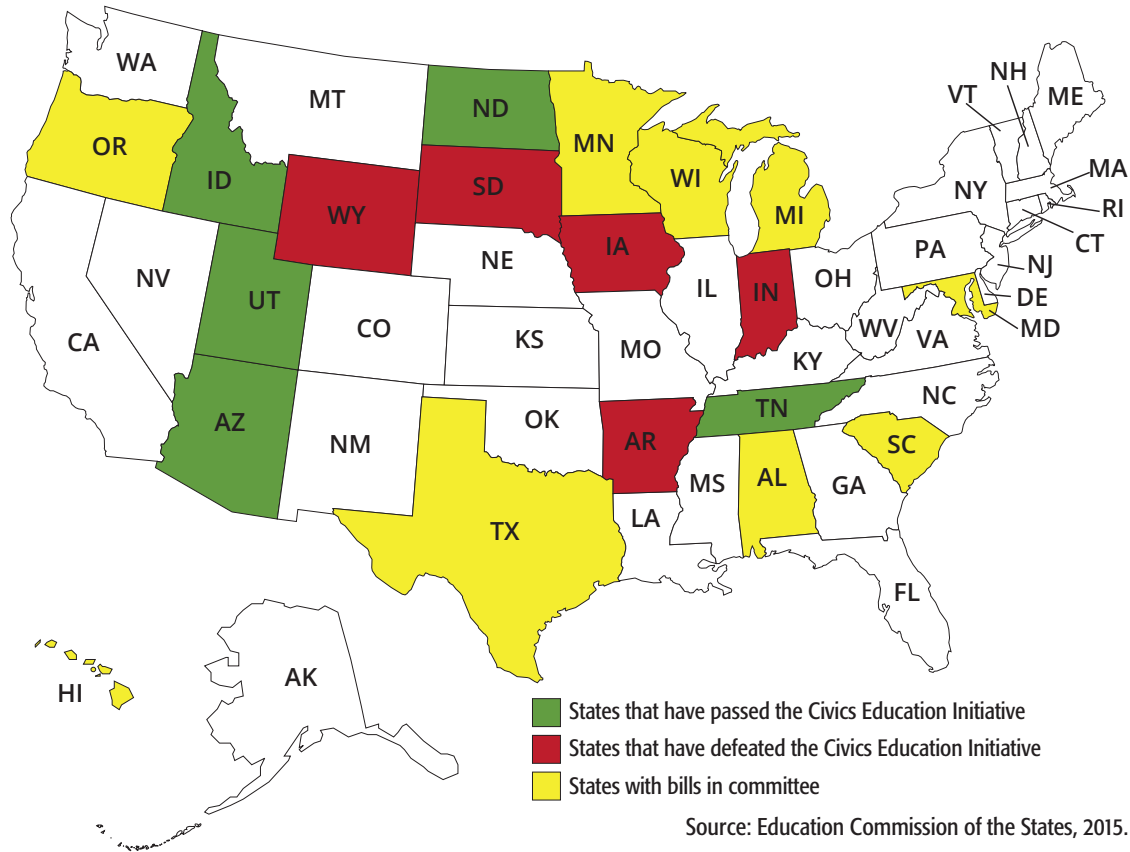 WA
MT
ND
MN
OR
ID
WY
SD
WI
MI
NH
VT
ME
NY
MA
RI
CT
NV
UT
CO
NE
IA
IL
IN
OH
PA
NJ
DE
MD
WV
VA
CA
KS
MO
KY
AZ
NM
OK
AR
TN
NC
SC
TX
LA
MS
AL
GA
FL
HI
AK
States that have passed the Civics Education Initiative
States that have defeated the Civics Education Initiative
States with bills in committee
Source: Education Commission of the States, 2015.